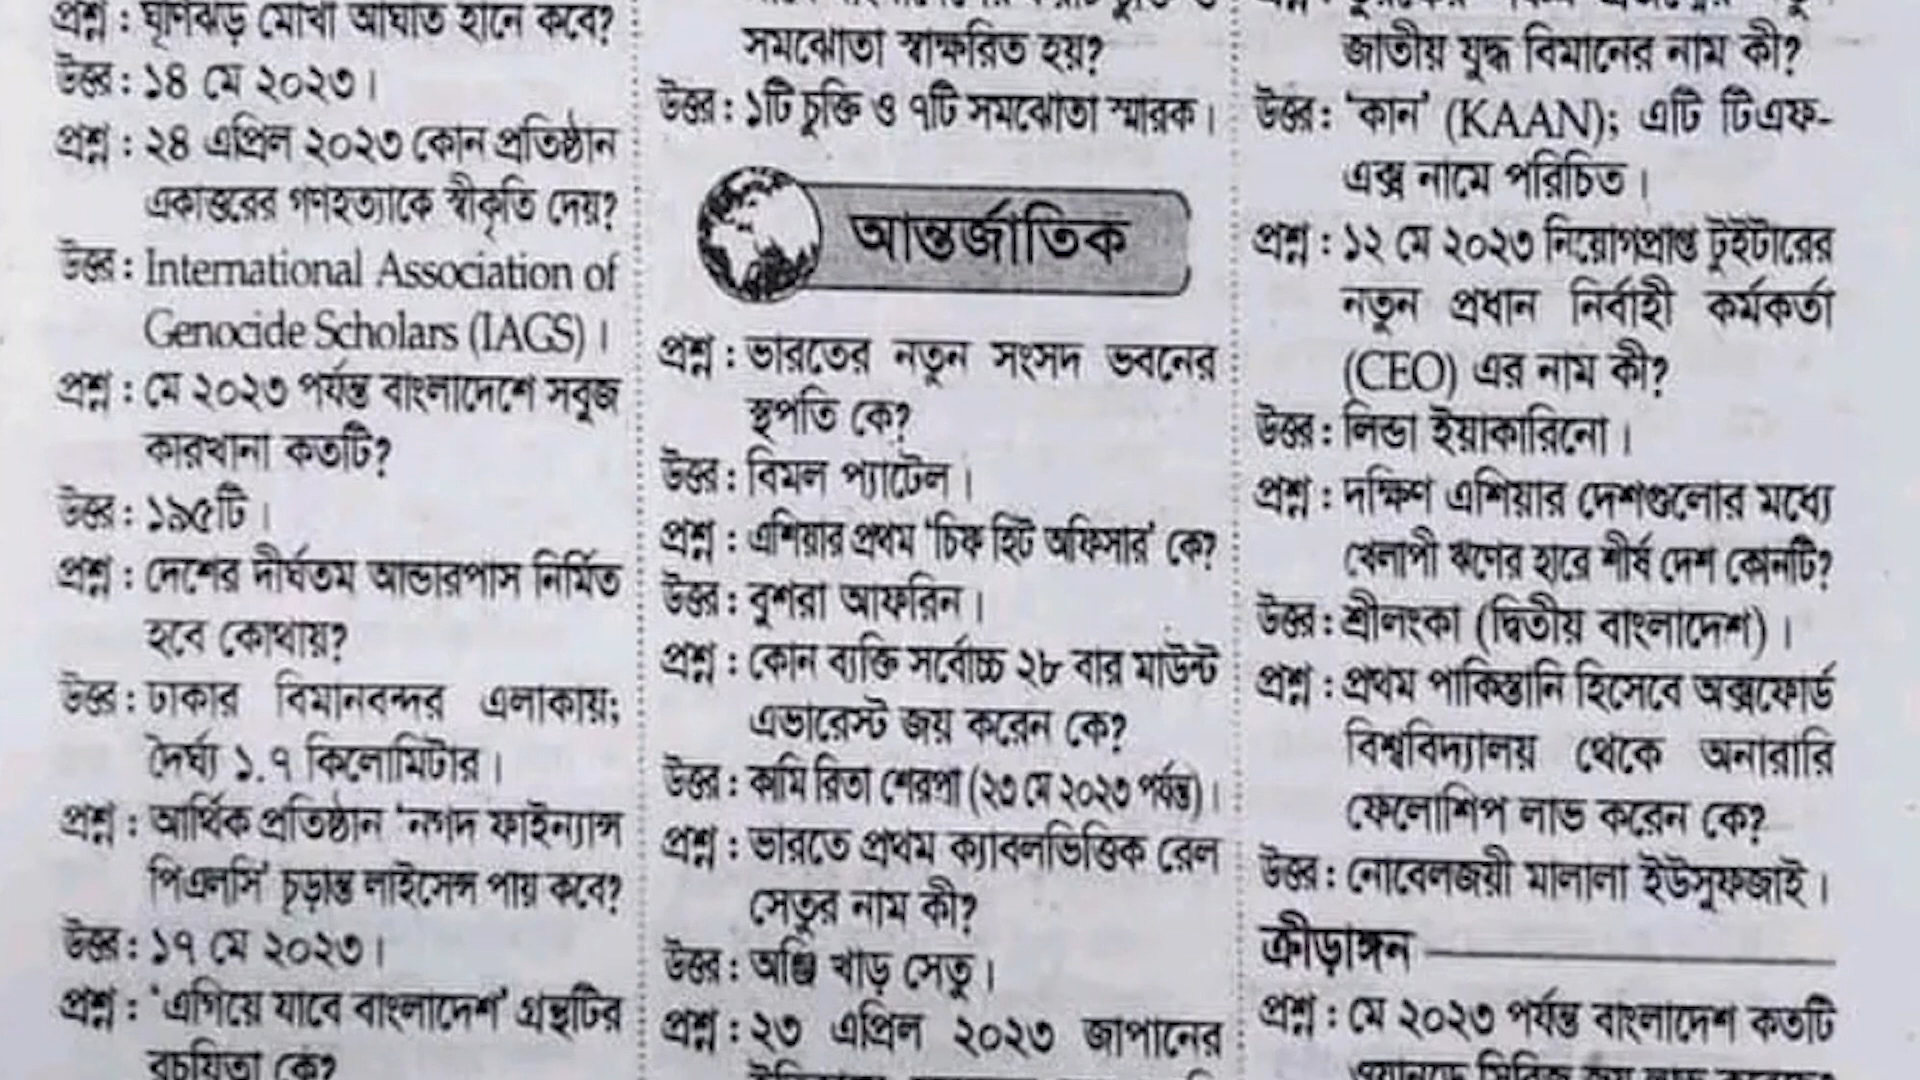 প্রশ্ন : ঘূর্ণিঝড় মোখা আঘাত হানে কবে?
উত্তর : ১৪ মে ২০২৩।
প্রশ্ন : ২৪ এপ্রিল ২০২৩ কোন প্রতিষ্ঠান
একাত্তরের গণহত্যাকে স্বীকৃতি দেয়?
উত্তর : International Association of
Genocide Scholars (IAGS)।
প্রশ্ন : মে ২০২৩ পর্যন্ত বাংলাদেশে সবুজ
কারখানা কতটি?
উত্তর : ১৯৫টি।
প্রশ্ন : দেশের দীর্ঘতম আন্ডারপাস নির্মিত
হবে কোথায়?
উত্তর : ঢাকার বিমানবন্দর এলাকায়;
দৈর্ঘ্য ১.৭ কিলোমিটার।
প্রশ্ন : আর্থিক প্রতিষ্ঠান ‘নগদ ফাইন্যান্স
পিএলসি’ চূড়ান্ত লাইসেন্স পায় কবে?
উত্তর : ১৭ মে ২০২৩।
প্রশ্ন : ‘এগিয়ে যাবে বাংলাদেশ’ গ্রন্থটির
রচয়িতা কে?
সমঝোতা স্বাক্ষরিত হয়?
উত্তর : ১টি চুক্তি ও ৭টি সমঝোতা স্মারক।
আন্তর্জাতিক
প্রশ্ন : ভারতের নতুন সংসদ ভবনের
স্থপতি কে?
উত্তর : বিমল প্যাটেল।
প্রশ্ন : এশিয়ার প্রথম ‘চিফ হিট অফিসার’ কে?
উত্তর : বুশরা আফরিন।
প্রশ্ন : কোন ব্যক্তি সর্বোচ্চ ২৮ বার মাউন্ট
এভারেস্ট জয় করেন কে?
উত্তর : কামি রিতা শেরপা (২৩ মে ২০২৩ পর্যন্ত)।
প্রশ্ন : ভারতে প্রথম ক্যাবলভিত্তিক রেল
সেতুর নাম কী?
উত্তর : অঞ্জি খাড় সেতু।
প্রশ্ন : ২৩ এপ্রিল ২০২৩ জাপানের
জাতীয় যুদ্ধ বিমানের নাম কী?
উত্তর : ‘কান’ (KAAN); এটি টিএফ-
এক্স নামে পরিচিত।
প্রশ্ন : ১২ মে ২০২৩ নিয়োগপ্রাপ্ত টুইটারের
নতুন প্রধান নির্বাহী কর্মকর্তা
(CEO) এর নাম কী?
উত্তর : লিন্ডা ইয়াকারিনো।
প্রশ্ন : দক্ষিণ এশিয়ার দেশগুলোর মধ্যে
খেলাপী ঋণের হারে শীর্ষ দেশ কোনটি?
উত্তর : শ্রীলংকা (দ্বিতীয় বাংলাদেশ)।
প্রশ্ন : প্রথম পাকিস্তানি হিসেবে অক্সফোর্ড
বিশ্ববিদ্যালয় থেকে অনারারি
ফেলোশিপ লাভ করেন কে?
উত্তর : নোবেলজয়ী মালালা ইউসুফজাই।
ক্রীড়াঙ্গন
প্রশ্ন : মে ২০২৩ পর্যন্ত বাংলাদেশ কতটি